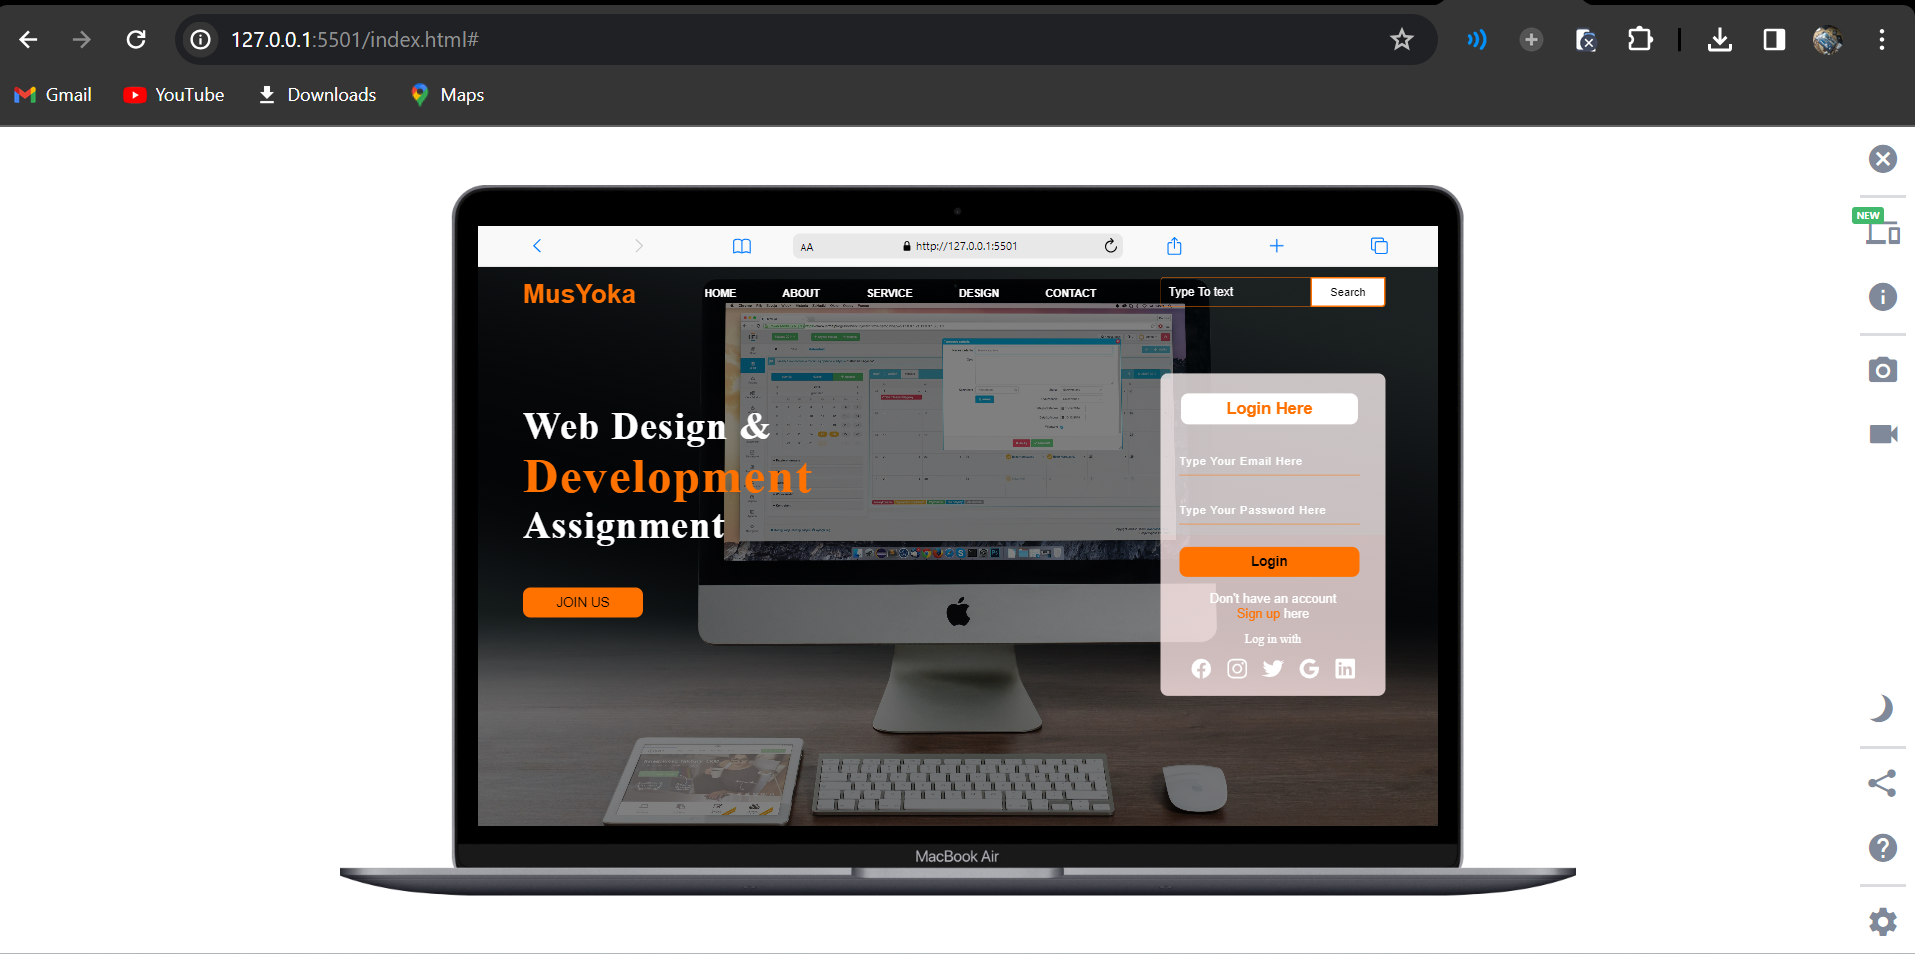 127.0.0.1:5501/index.html#
Gmail YouTube Downloads Maps
NEW
AA http://127.0.0.1:5501
MusYoka HOME ABOUT SERVICE DESIGN CONTACT Type To text Search
Web Design &
Development
Assignment
JOIN US
Login Here
Type Your Email Here
Type Your Password Here
Login
Don't have an account
Sign up here
Log in with
MacBook Air